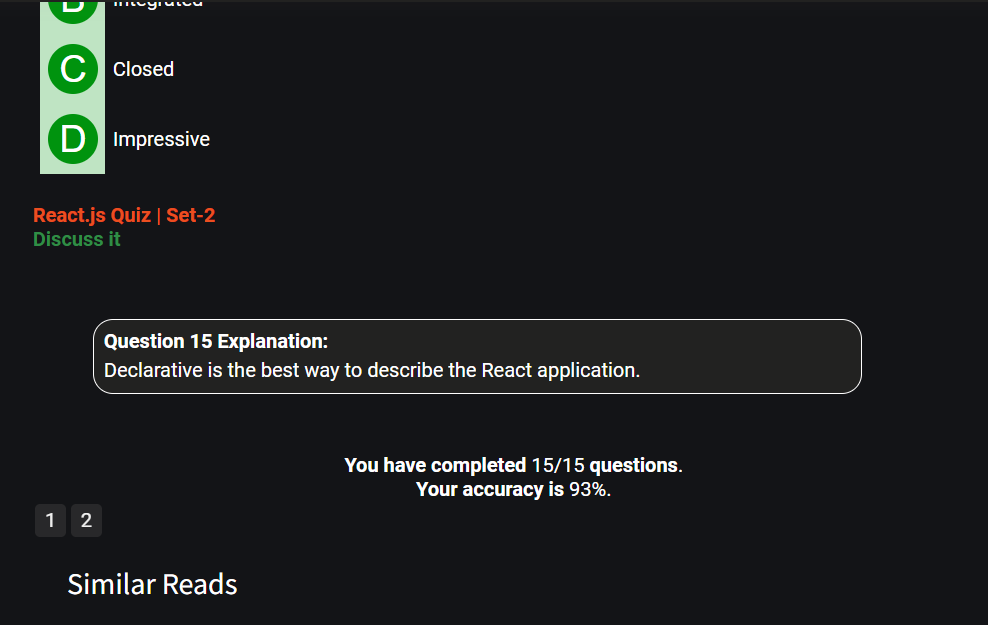 B Integrated
C Closed
D Impressive
React.js Quiz | Set-2
Discuss it
Question 15 Explanation:
Declarative is the best way to describe the React application.
You have completed 15/15 questions.
Your accuracy is 93%.
1 2
Similar Reads